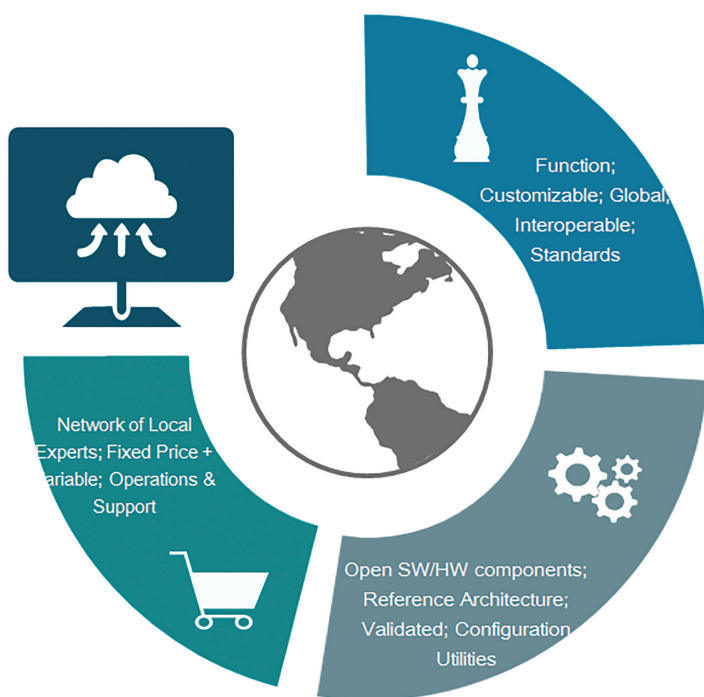 Function;
Customizable; Global;
Interoperable;
Standards
Network of Local
Experts; Fixed Price +
Variable; Operations &
Support
Open SW/HW components;
Reference Architecture;
Validated; Configuration
Utilities